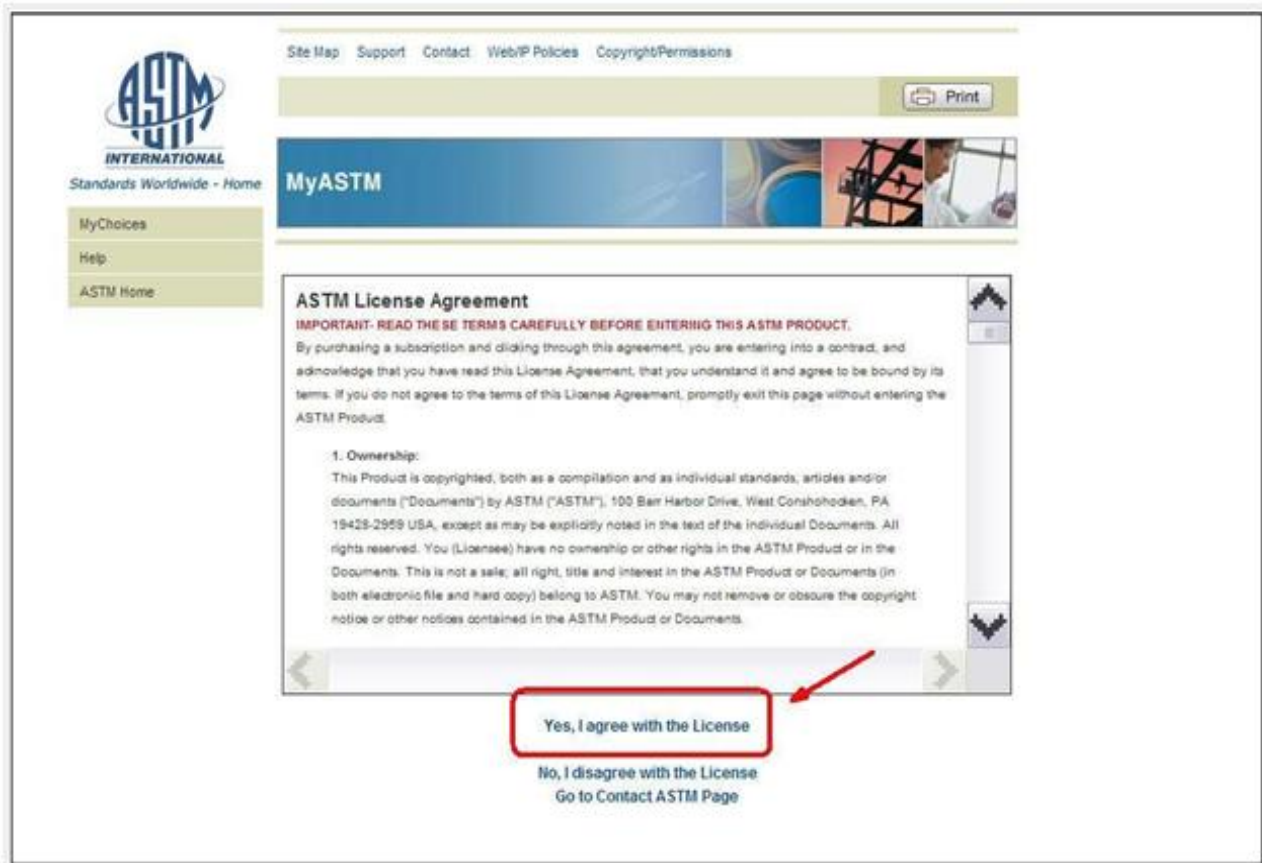 Site Map Support Contact Web/IP Policies Copyright/Permissions
Print
ASTM
INTERNATIONAL
Standards Worldwide - Home
MyASTM
MyChoices
Help
ASTM Home
ASTM License Agreement
IMPORTANT- READ THESE TERMS CAREFULLY BEFORE ENTERING THIS ASTM PRODUCT.
By purchasing a subscription and clicking through this agreement, you are entering into a contract, and
acknowledge that you have read this License Agreement, that you understand it and agree to be bound by its
terms. If you do not agree to the terms of this License Agreement, promptly exit this page without entering the
ASTM Product.
1. Ownership:
This Product is copyrighted, both as a compilation and as individual standards, articles and/or
documents ("Documents") by ASTM ("ASTM"), 100 Barr Harbor Drive, West Conshohocken, PA
19428-2959 USA, except as may be explicitly noted in the text of the individual Documents. All
rights reserved. You (Licensee) have no ownership or other rights in the ASTM Product or in the
Documents. This is not a sale; all right, title and interest in the ASTM Product or Documents (in
both electronic file and hard copy) belong to ASTM. You may not remove or obscure the copyright
notice or other notices contained in the ASTM Product or Documents.
Yes, I agree with the License
No, I disagree with the License
Go to Contact ASTM Page